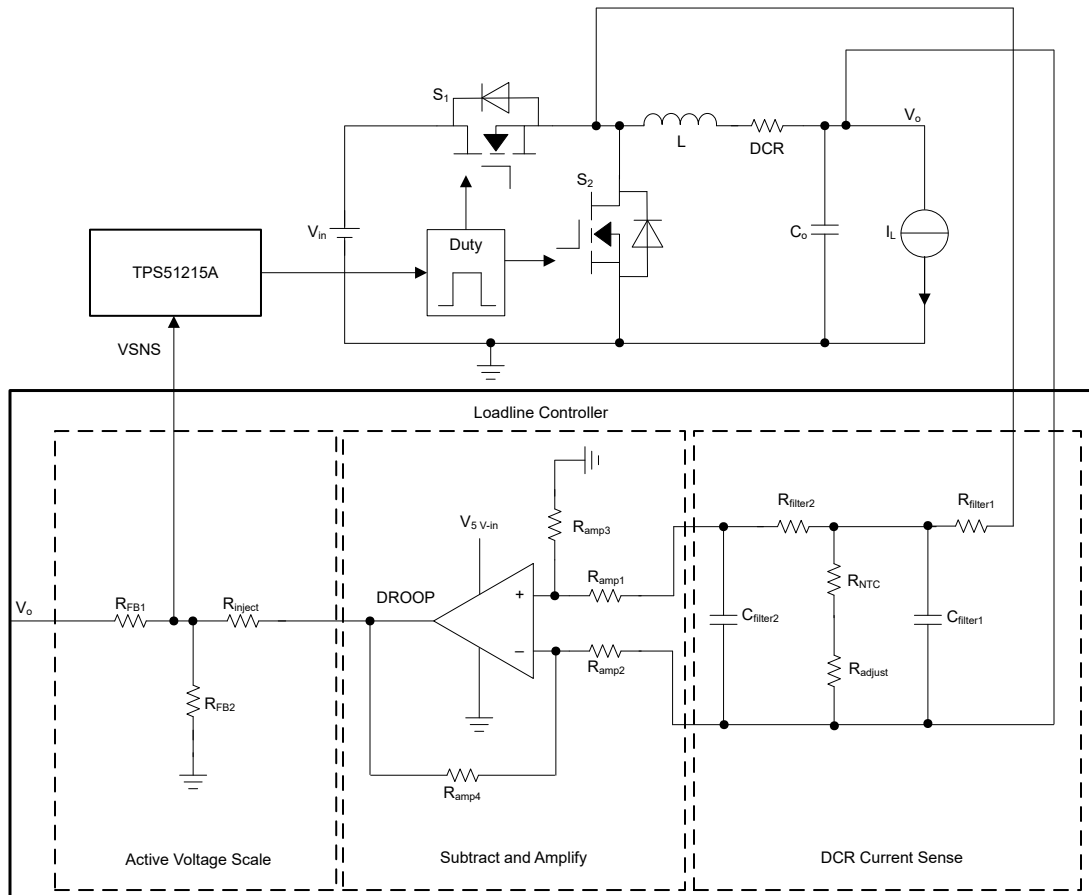 S1
L
DCR
Vo
S2
Vin
Duty
Co
IL
TPS51215A
VSNS
Loadline Controller
V5 V-in
Ramp3
Rfilter2
Rfilter1
Ramp1
RNTC
DROOP
+
Vo
RFB1
Rinject
Cfilter2
Cfilter1
–
Ramp2
Radjust
RFB2
Ramp4
Active Voltage Scale
Subtract and Amplify
DCR Current Sense